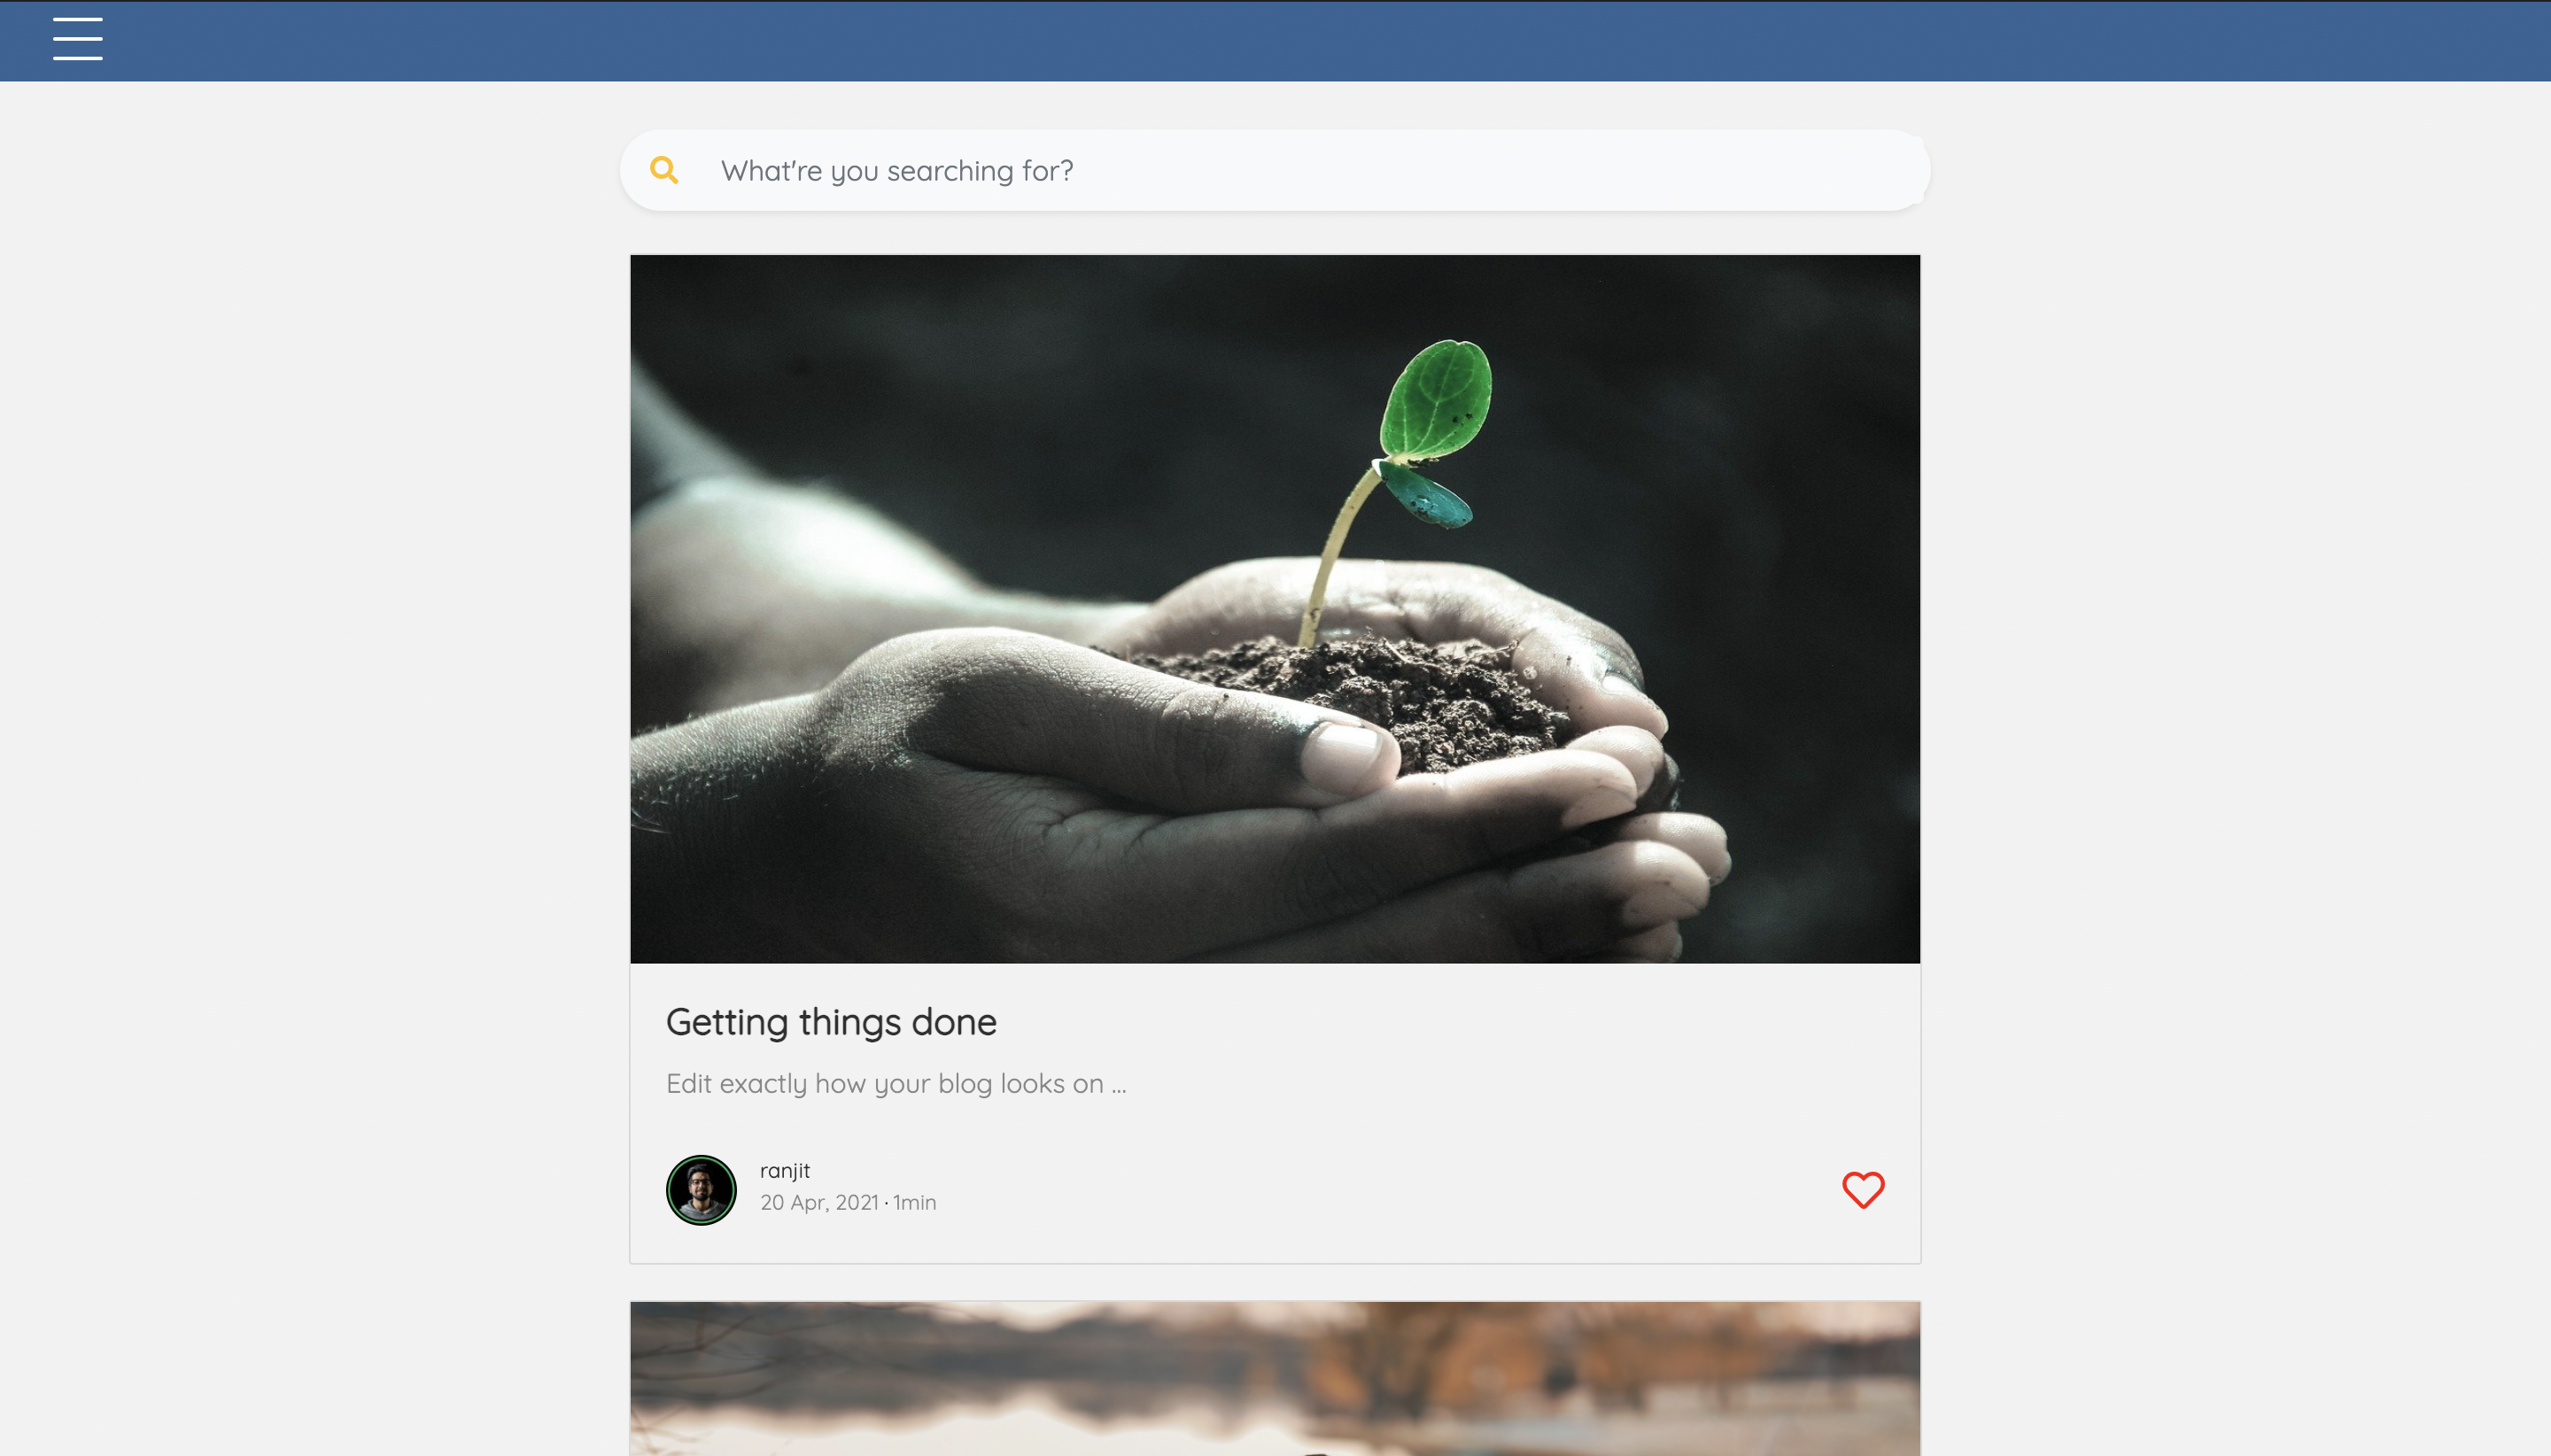 What're you searching for?
Getting things done
Edit exactly how your blog looks on ...
ranjit
20 Apr, 2021 · 1min